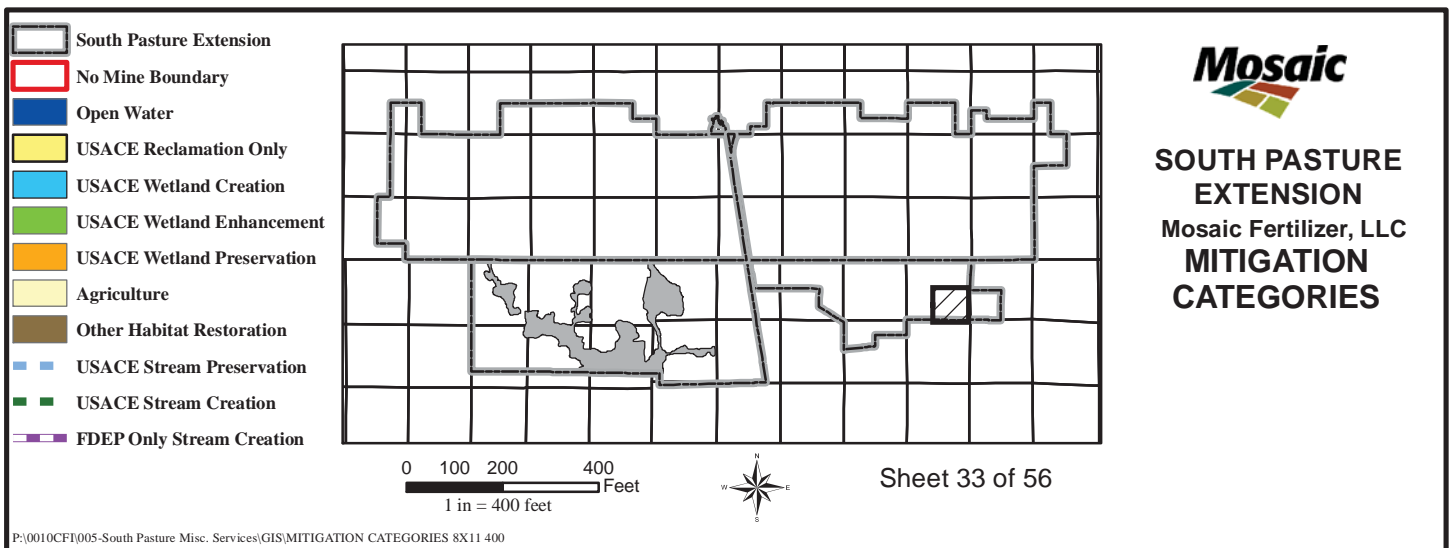 South Pasture Extension
No Mine Boundary
Open Water
USACE Reclamation Only
USACE Wetland Creation
USACE Wetland Enhancement
USACE Wetland Preservation
Agriculture
Other Habitat Restoration
USACE Stream Preservation
USACE Stream Creation
FDEP Only Stream Creation
0 100 200 400
Feet
1 in = 400 feet
N
W E
S
Sheet 33 of 56
Mosaic
SOUTH PASTURE
EXTENSION
Mosaic Fertilizer, LLC
MITIGATION
CATEGORIES
P:\0010CFI\005-South Pasture Misc. Services\GIS\MITIGATION CATEGORIES 8X11 400